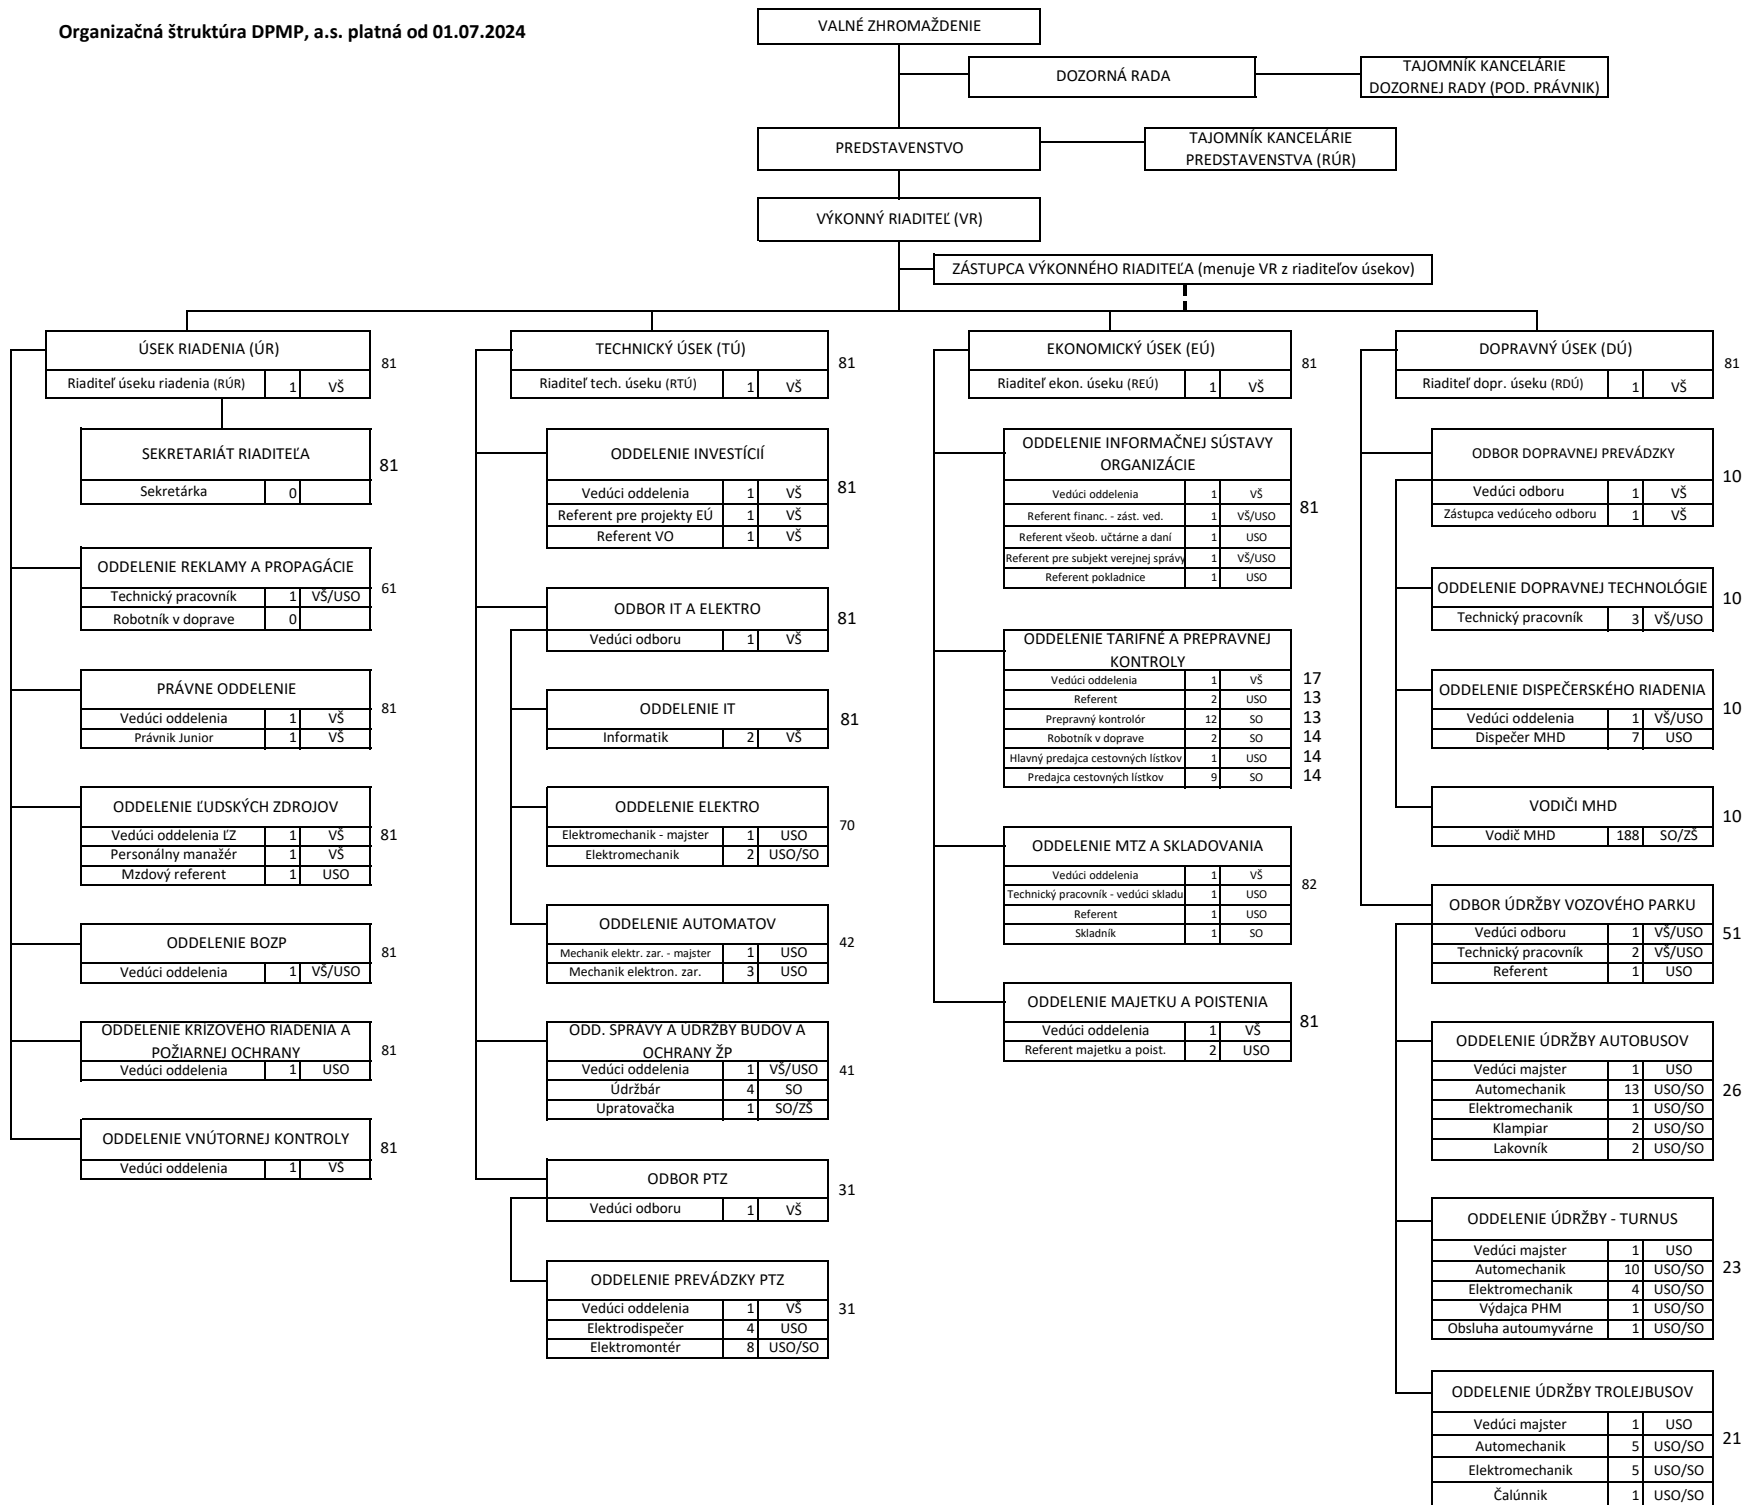 Organizačná štruktúra DPMP, a.s. platná od 01.07.2024
VALNÉ ZHROMAŽDENIE
DOZORNÁ RADA
TAJOMNÍK KANCELÁRIE
DOZORNEJ RADY (POD. PRÁVNIK)
PREDSTAVENSTVO
TAJOMNÍK KANCELÁRIE
PREDSTAVENSTVA (RÚR)
VÝKONNÝ RIADITEĽ (VR)
ZÁSTUPCA VÝKONNÉHO RIADITEĽA (menuje VR z riaditeľov úsekov)
ÚSEK RIADENIA (ÚR)
81
Riaditeľ úseku riadenia (RÚR) 1 VŠ
SEKRETARIÁT RIADITEĽA
81
Sekretárka 0
ODDELENIE REKLAMY A PROPAGÁCIE
61
Technický pracovník 1 VŠ/USO
Robotník v doprave 0
PRÁVNE ODDELENIE
81
Vedúci oddelenia 1 VŠ
Právnik Junior 1 VŠ
ODDELENIE ĽUDSKÝCH ZDROJOV
Vedúci oddelenia ĽZ 1 VŠ 81
Personálny manažér 1 VŠ
Mzdový referent 1 USO
ODDELENIE BOZP
81
Vedúci oddelenia 1 VŠ/USO
ODDELENIE KRÍZOVÉHO RIADENIA A
POŽIARNEJ OCHRANY
81
Vedúci oddelenia 1 USO
ODDELENIE VNÚTORNEJ KONTROLY
81
Vedúci oddelenia 1 VŠ
TECHNICKÝ ÚSEK (TÚ)
81
Riaditeľ tech. úseku (RTÚ) 1 VŠ
ODDELENIE INVESTÍCIÍ
81
Vedúci oddelenia 1 VŠ
Referent pre projekty EÚ 1 VŠ
Referent VO 1 VŠ
ODBOR IT A ELEKTRO
81
Vedúci odboru 1 VŠ
ODDELENIE IT
81
Informatik 2 VŠ
ODDELENIE ELEKTRO
70
Elektromechanik - majster 1 USO
Elektromechanik 2 USO/SO
ODDELENIE AUTOMATOV
42
Mechanik elektr. zar. - majster 1 USO
Mechanik elektron. zar. 3 USO
ODD. SPRÁVY A ÚDRŽBY BUDOV A
OCHRANY ŽP
Vedúci oddelenia 1 VŠ/USO 41
Údržbár 4 SO
Upratovačka 1 SO/ZŠ
ODBOR PTZ
31
Vedúci odboru 1 VŠ
ODDELENIE PREVÁDZKY PTZ
Vedúci oddelenia 1 VŠ 31
Elektrodispečer 4 USO
Elektromontér 8 USO/SO
EKONOMICKÝ ÚSEK (EÚ)
81
Riaditeľ ekon. úseku (REÚ) 1 VŠ
ODDELENIE INFORMAČNEJ SÚSTAVY
ORGANIZÁCIE
Vedúci oddelenia 1 VŠ
81
Referent financ. - zást. ved. 1 VŠ/USO
Referent všeob. učtárne a daní 1 USO
Referent pre subjekt verejnej správy 1 VŠ/USO
Referent pokladnice 1 USO
ODDELENIE TARIFNÉ A PREPRAVNEJ
KONTROLY
Vedúci oddelenia 1 VŠ 17
Referent 2 USO 13
Prepravný kontrolór 12 SO 13
Robotník v doprave 2 SO 14
Hlavný predajca cestovných lístkov 1 USO 14
Predajca cestovných lístkov 9 SO 14
ODDELENIE MTZ A SKLADOVANIA
Vedúci oddelenia 1 VŠ
82
Technický pracovník - vedúci skladu 1 USO
Referent 1 USO
Skladník 1 SO
ODDELENIE MAJETKU A POISTENIA
81
Vedúci oddelenia 1 VŠ
Referent majetku a poist. 2 USO
DOPRAVNÝ ÚSEK (DÚ)
81
Riaditeľ dopr. úseku (RDÚ) 1 VŠ
ODBOR DOPRAVNEJ PREVÁDZKY
10
Vedúci odboru 1 VŠ
Zástupca vedúceho odboru 1 VŠ
ODDELENIE DOPRAVNEJ TECHNOLÓGIE
10
Technický pracovník 3 VŠ/USO
ODDELENIE DISPEČERSKÉHO RIADENIA
10
Vedúci oddelenia 1 VŠ/USO
Dispečer MHD 7 USO
VODIČI MHD
10
Vodič MHD 188 SO/ZŠ
ODBOR ÚDRŽBY VOZOVÉHO PARKU
Vedúci odboru 1 VŠ/USO 51
Technický pracovník 2 VŠ/USO
Referent 1 USO
ODDELENIE ÚDRŽBY AUTOBUSOV
Vedúci majster 1 USO
Automechanik 13 USO/SO 26
Elektromechanik 1 USO/SO
Klampiar 2 USO/SO
Lakovník 2 USO/SO
ODDELENIE ÚDRŽBY - TURNUS
Vedúci majster 1 USO
Automechanik 10 USO/SO 23
Elektromechanik 4 USO/SO
Výdajca PHM 1 USO/SO
Obsluha autoumyvárne 1 USO/SO
ODDELENIE ÚDRŽBY TROLEJBUSOV
Vedúci majster 1 USO
21
Automechanik 5 USO/SO
Elektromechanik 5 USO/SO
Čalúnnik 1 USO/SO